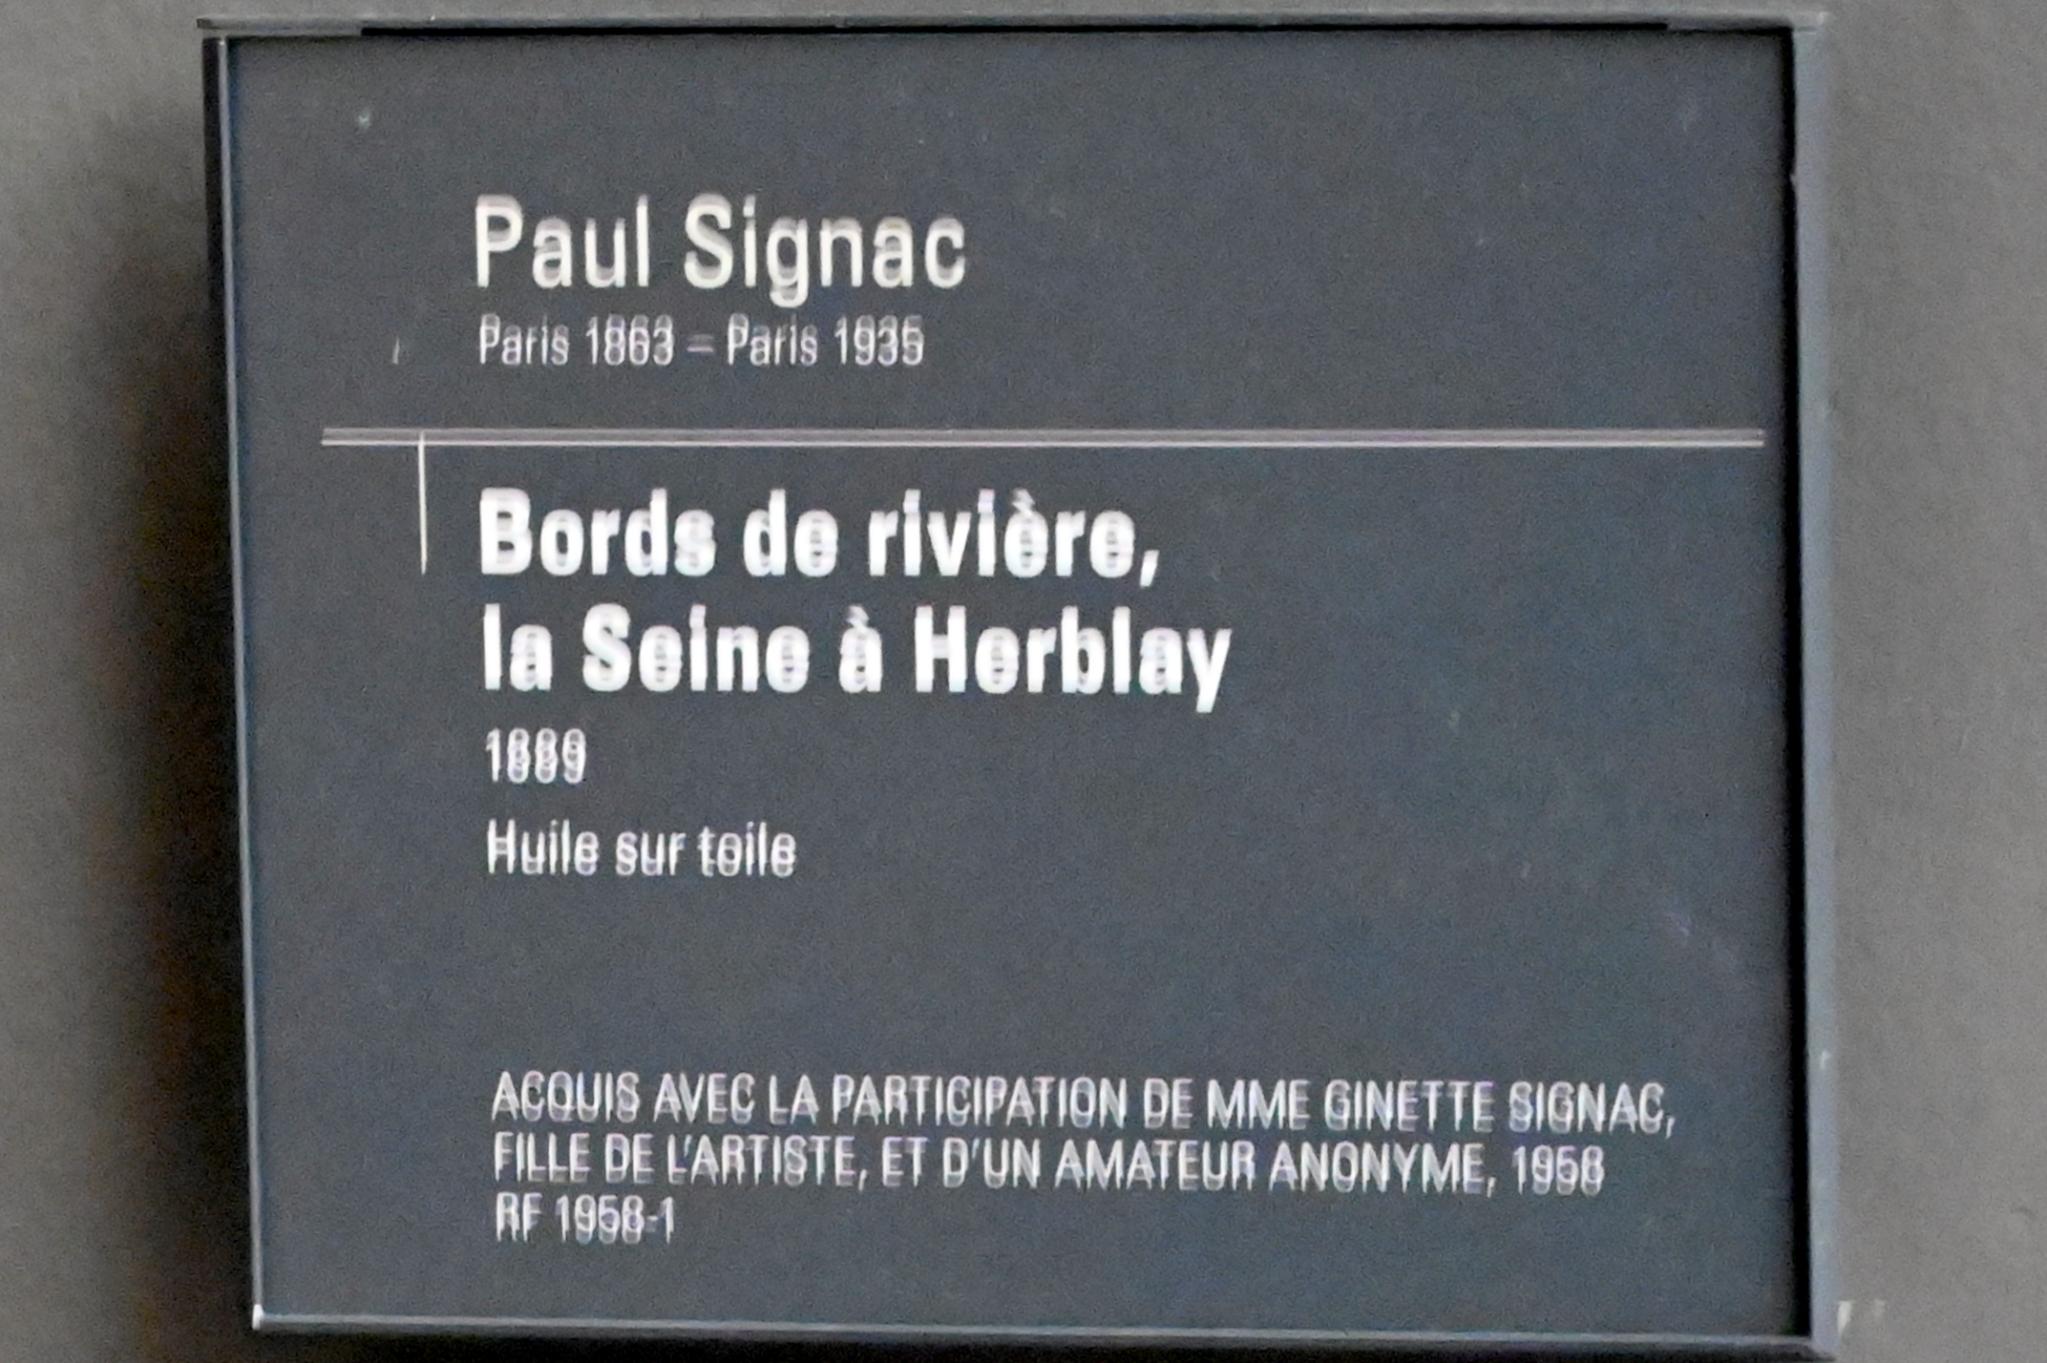 Paul Signac
Paris 1863 – Paris 1935
Bords de rivière,
la Seine à Herblay
1889
Huile sur toile
ACQUIS AVEC LA PARTICIPATION DE MME GINETTE SIGNAC,
FILLE DE L'ARTISTE, ET D'UN AMATEUR ANONYME, 1958
RF 1958-1